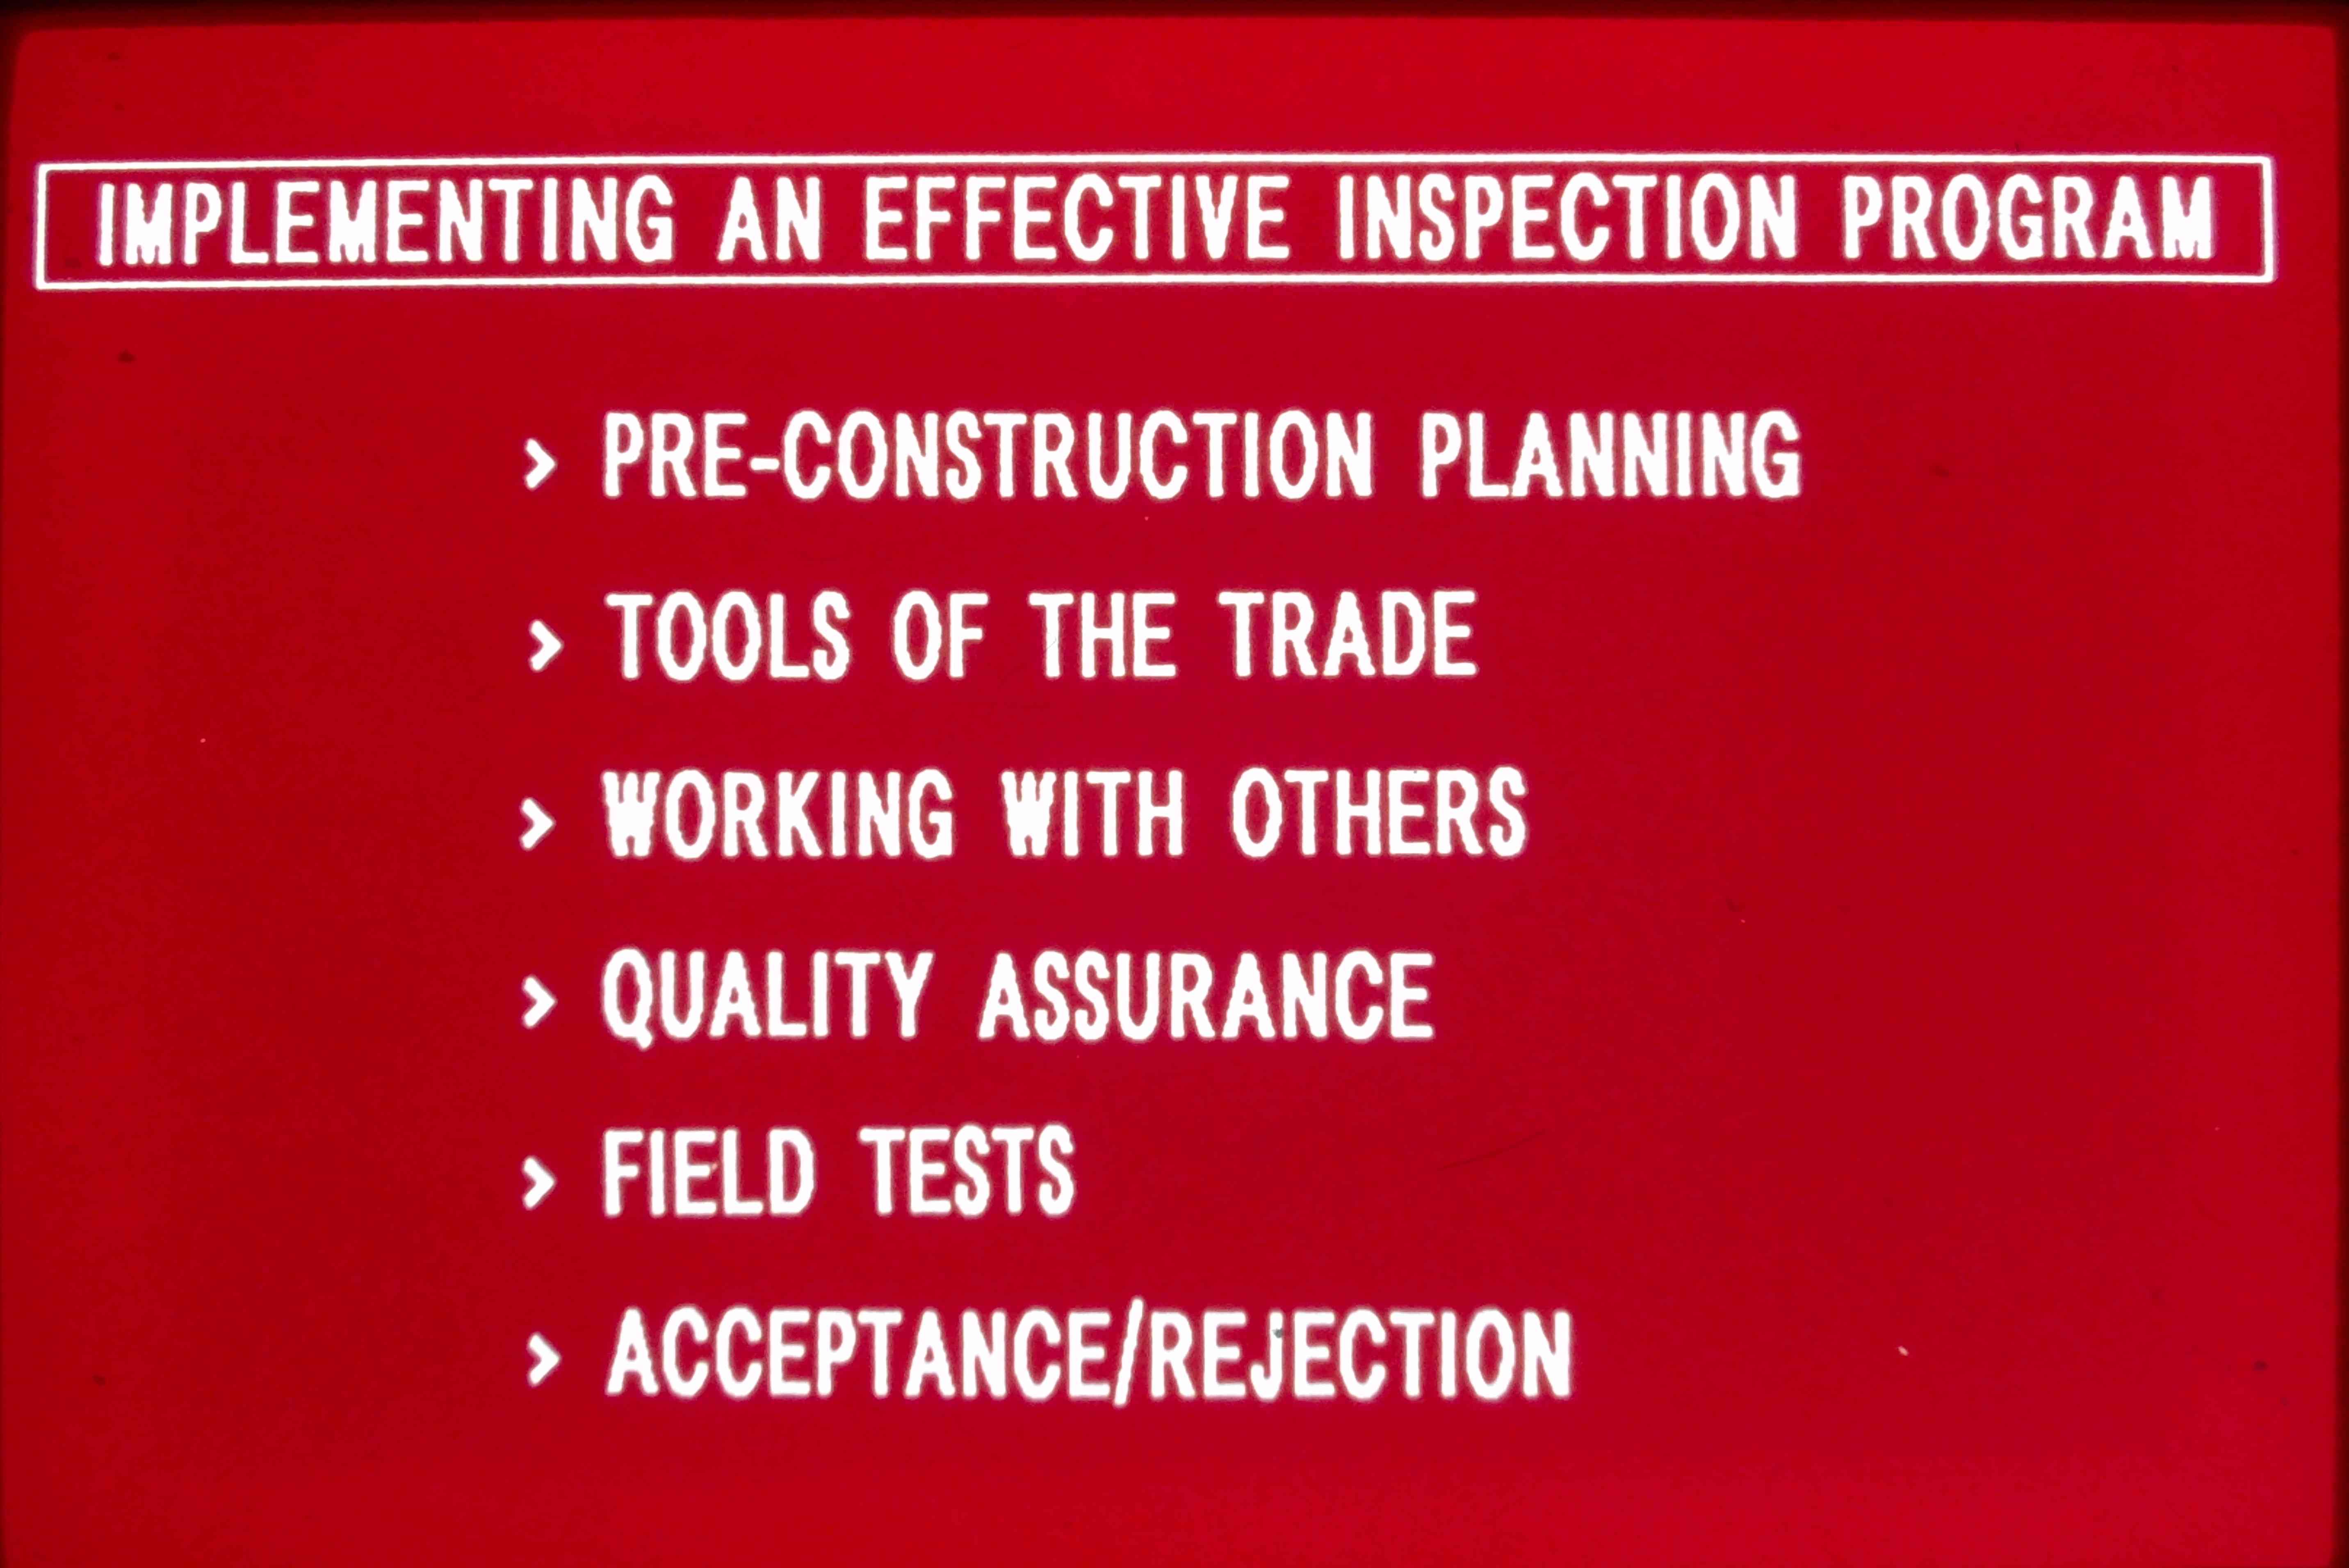 IMPLEMENTING AN EFFECTIVE INSPECTION PROGRAM
> PRE-CONSTRUCTION PLANNING
> TOOLS OF THE TRADE
> WORKING WITH OTHERS
> QUALITY ASSURANCE
> FIELD TESTS
> ACCEPTANCE/REJECTION